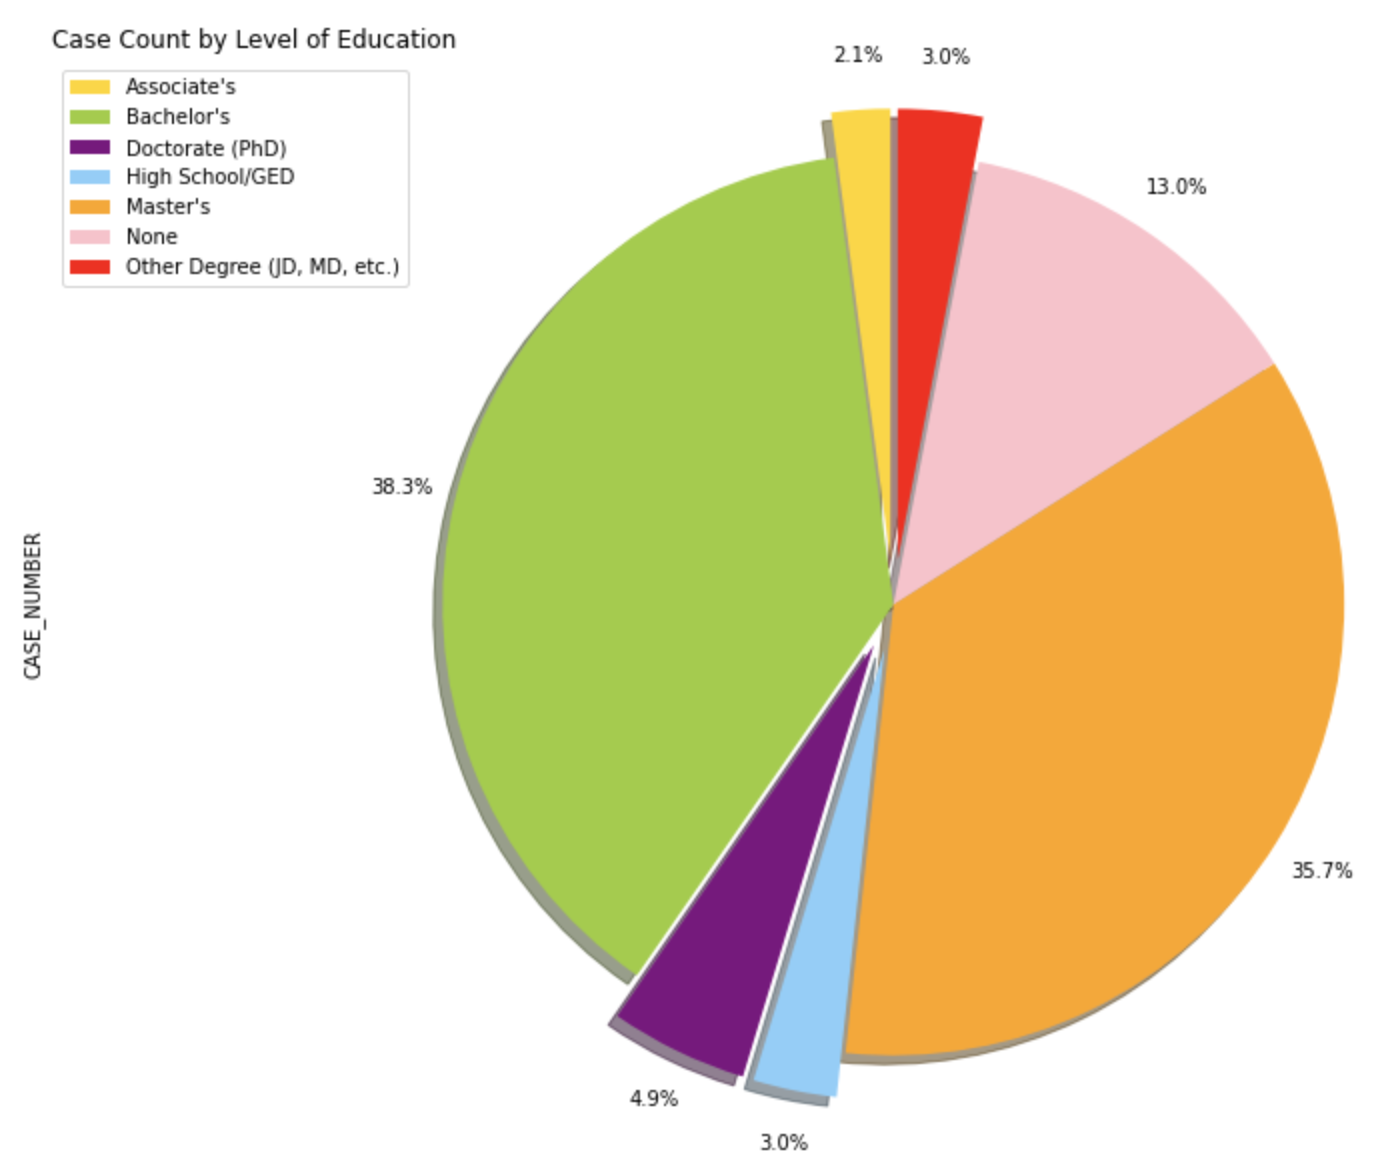 Case Count by Level of Education
Associate's
Bachelor's
Doctorate (PhD)
High School/GED
Master's
None
Other Degree (JD, MD, etc.)
2.1%
3.0%
13.0%
38.3%
CASE_NUMBER
35.7%
4.9%
3.0%